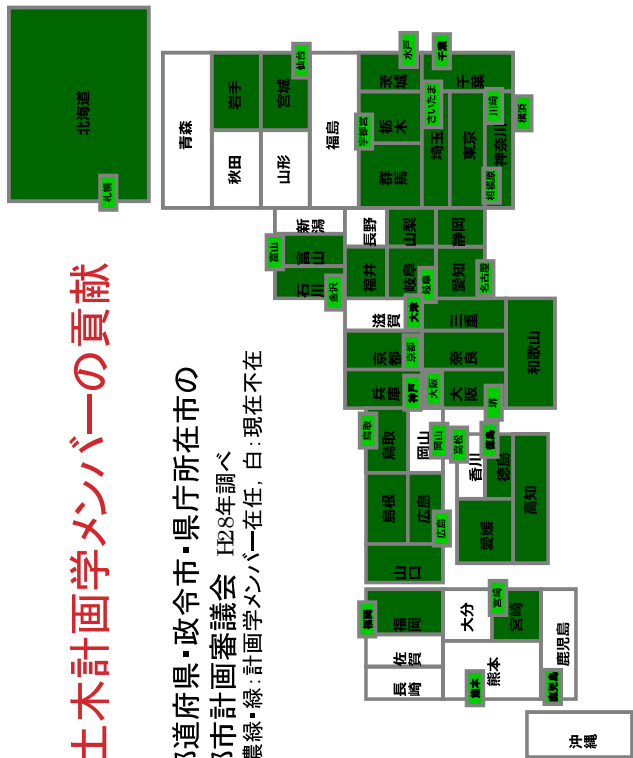 土木計画学メンバーの貢献
道府県・政令市・県庁所在市の
市計画審議会 H28年調べ
濃緑・緑:計画学メンバー在任, 白:現在不在
北海道
札幌
青森
岩手
宮城
仙台
秋田
山形
福島
茨城
水戸
千葉
千葉
栃木
宇都宮
さいたま
埼玉
東京
川崎
神奈川
横浜
相模原
群馬
新潟
長野
山梨
静岡
富山
富山
石川
金沢
福井
岐阜
岐阜
愛知
名古屋
滋賀
大津
三重
京都
京都
奈良
和歌山
兵庫
神戸
大阪
大阪
堺
鳥取
鳥取
岡山
岡山
島根
広島
広島
山口
高松
香川
徳島
徳島
愛媛
高知
福岡
福岡
大分
宮崎
宮崎
佐賀
長崎
熊本
熊本
鹿児島
鹿児島
沖縄